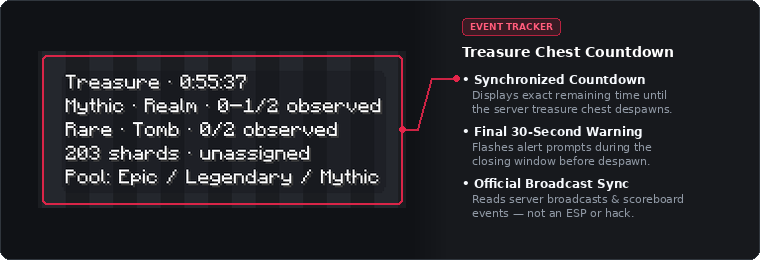 Treasure · 0:55:37
Mythic · Realm · 0–1/2 observed
Rare · Tomb · 0/2 observed
203 shards · unassigned
Pool: Epic / Legendary / Mythic
EVENT TRACKER
Treasure Chest Countdown
• Synchronized Countdown
Displays exact remaining time until
the server treasure chest despawns.
• Final 30-Second Warning
Flashes alert prompts during the
closing window before despawn.
• Official Broadcast Sync
Reads server broadcasts & scoreboard
events — not an ESP or hack.